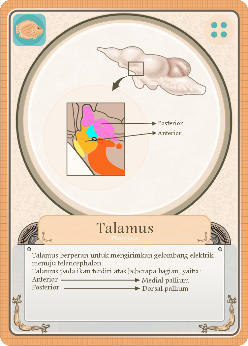 Posterior
Anterior
Talamus
Talamus berperan untuk mengirimkan gelombang elektrik
menuju telencephalon.
Talamus pada ikan terdiri atas beberapa bagian, yaitu:
Anterior Medial pallium
Posterior Dorsal pallium